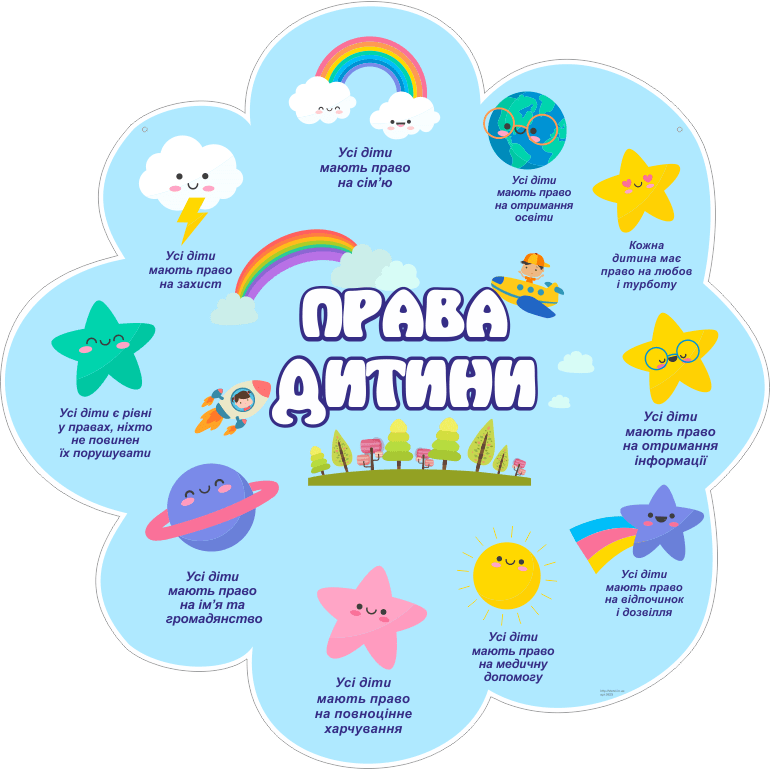 ПРАВА
ДИТИНИ
Усі діти
мають право
на сім'ю
Усі діти
мають право
на отримання
освіти
Кожна
дитина має
право на любов
і турботу
Усі діти
мають право
на отримання
інформації
Усі діти
мають право
на відпочинок
і дозвілля
Усі діти
мають право
на медичну
допомогу
Усі діти
мають право
на повноцінне
харчування
Усі діти
мають право
на ім'я та
громадянство
Усі діти є рівні
у правах, ніхто
не повинен
їх порушувати
Усі діти
мають право
на захист